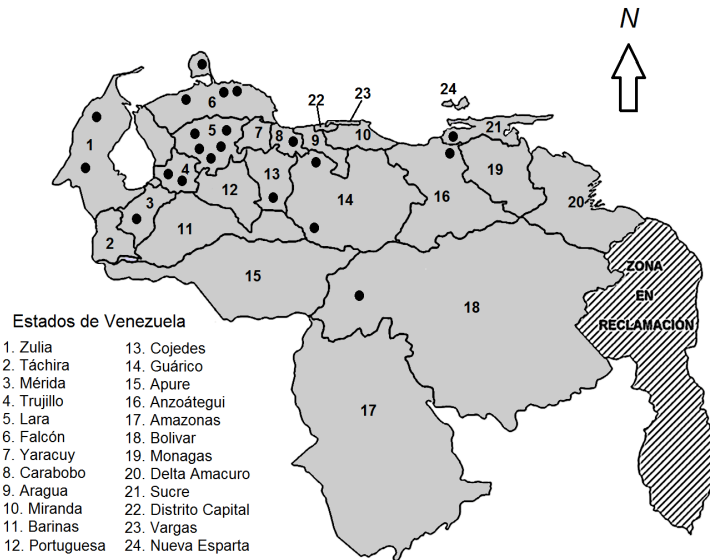 N
24
23
22
21
6
5
7
8
9
10
1
4
13
19
3
12
14
16
20
2
11
15
18
17
ZONA
EN
RECLAMACIÓN
Estados de Venezuela
1. Zulia
2. Táchira
3. Mérida
4. Trujillo
5. Lara
6. Falcón
7. Yaracuy
8. Carabobo
9. Aragua
10. Miranda
11. Barinas
12. Portuguesa
13. Cojedes
14. Guárico
15. Apure
16. Anzoátegui
17. Amazonas
18. Bolivar
19. Monagas
20. Delta Amacuro
21. Sucre
22. Distrito Capital
23. Vargas
24. Nueva Esparta